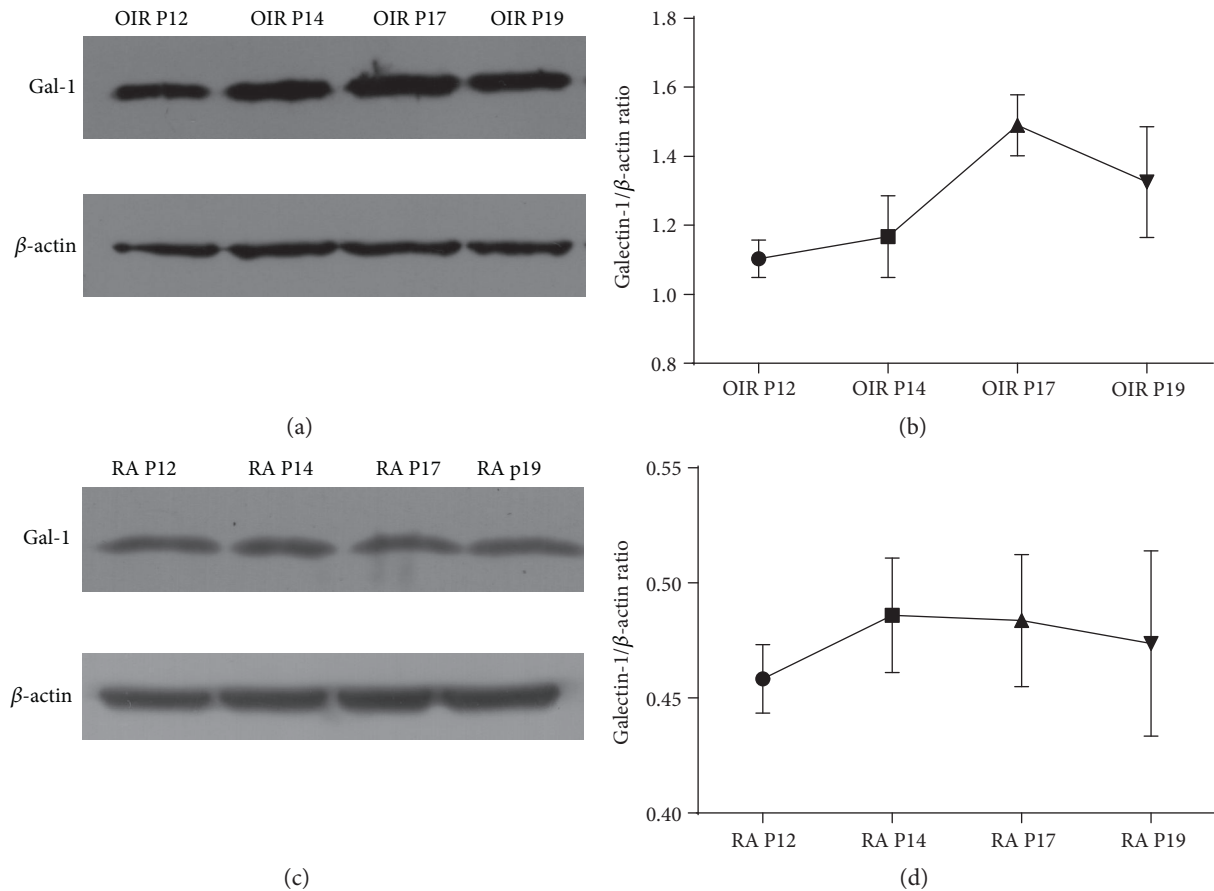 OIR P12 OIR P14 OIR P17 OIR P19
Gal-1
β-actin
(a)
1.8
1.6
1.4
1.2
1.0
0.8
Galectin-1/β-actin ratio
OIR P12 OIR P14 OIR P17 OIR P19
(b)
RA P12 RA P14 RA P17 RA p19
Gal-1
β-actin
(c)
0.55
0.50
0.45
0.40
Galectin-1/β-actin ratio
RA P12 RA P14 RA P17 RA P19
(d)